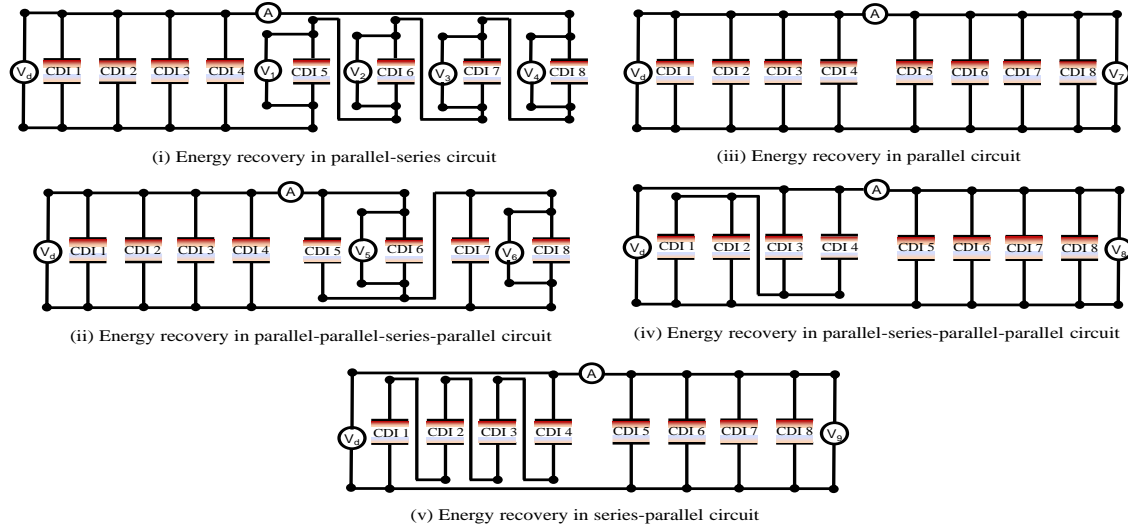 A
V_d CDI 1 CDI 2 CDI 3 CDI 4 V_1 CDI 5 V_2 CDI 6 V_3 CDI 7 V_4 CDI 8
(i) Energy recovery in parallel-series circuit
A
V_d CDI 1 CDI 2 CDI 3 CDI 4 CDI 5 CDI 6 CDI 7 CDI 8 V_7
(iii) Energy recovery in parallel circuit
A
V_d CDI 1 CDI 2 CDI 3 CDI 4 CDI 5 V_5 CDI 6 CDI 7 V_6 CDI 8
(ii) Energy recovery in parallel-parallel-series-parallel circuit
A
V_d CDI 1 CDI 2 CDI 3 CDI 4 CDI 5 CDI 6 CDI 7 CDI 8 V_8
(iv) Energy recovery in parallel-series-parallel-parallel circuit
A
V_d CDI 1 CDI 2 CDI 3 CDI 4 CDI 5 CDI 6 CDI 7 CDI 8 V_9
(v) Energy recovery in series-parallel circuit